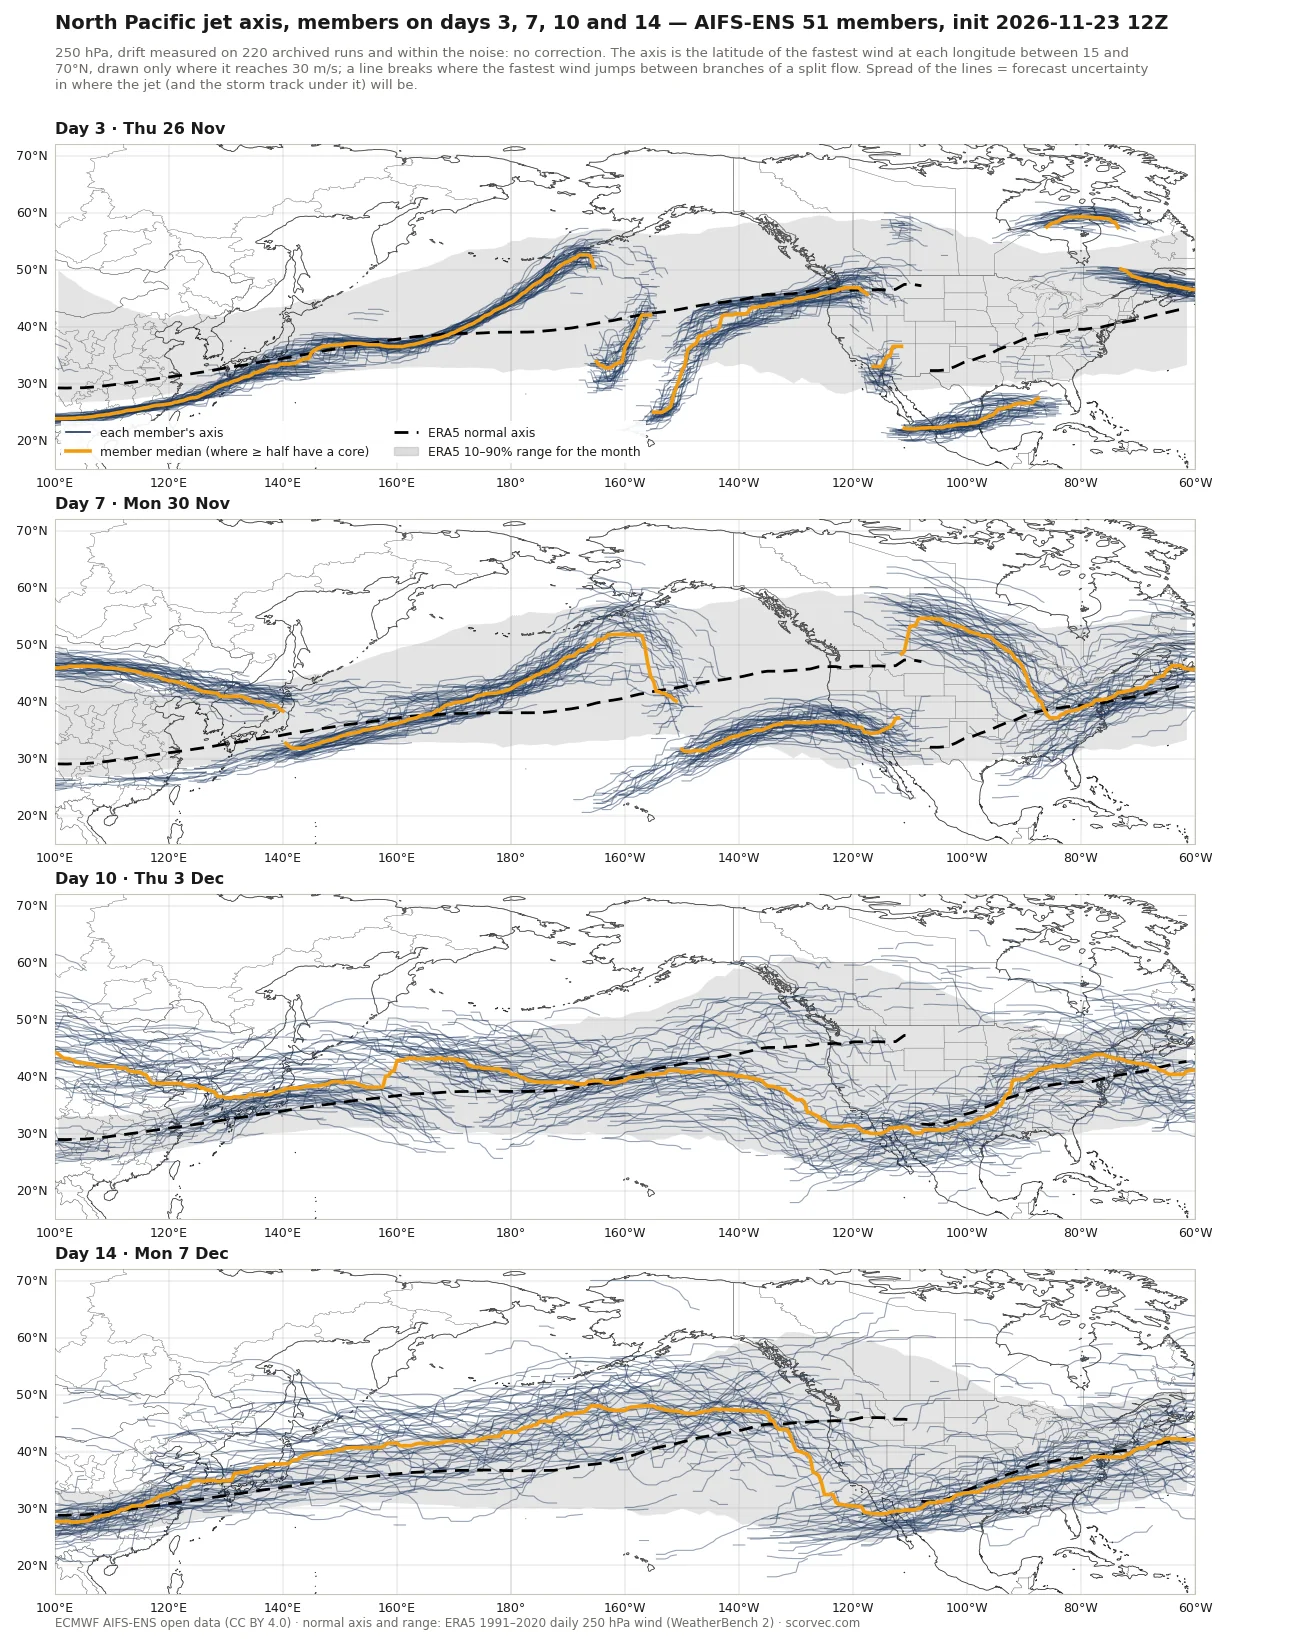 North Pacific jet axis, members on days 3, 7, 10 and 14 — AIFS-ENS 51 members, init 2026-11-23 12Z
250 hPa, drift measured on 220 archived runs and within the noise: no correction. The axis is the latitude of the fastest wind at each longitude between 15 and
70°N, drawn only where it reaches 30 m/s; a line breaks where the fastest wind jumps between branches of a split flow. Spread of the lines = forecast uncertainty
in where the jet (and the storm track under it) will be.
Day 3 · Thu 26 Nov
70°N
60°N
50°N
40°N
30°N
20°N
each member's axis
member median (where ≥ half have a core)
ERA5 normal axis
ERA5 10–90% range for the month
100°E 120°E 140°E 160°E 180° 160°W 140°W 120°W 100°W 80°W 60°W
Day 7 · Mon 30 Nov
70°N
60°N
50°N
40°N
30°N
20°N
100°E 120°E 140°E 160°E 180° 160°W 140°W 120°W 100°W 80°W 60°W
Day 10 · Thu 3 Dec
70°N
60°N
50°N
40°N
30°N
20°N
100°E 120°E 140°E 160°E 180° 160°W 140°W 120°W 100°W 80°W 60°W
Day 14 · Mon 7 Dec
70°N
60°N
50°N
40°N
30°N
20°N
100°E 120°E 140°E 160°E 180° 160°W 140°W 120°W 100°W 80°W 60°W
ECMWF AIFS-ENS open data (CC BY 4.0) · normal axis and range: ERA5 1991–2020 daily 250 hPa wind (WeatherBench 2) · scorvec.com